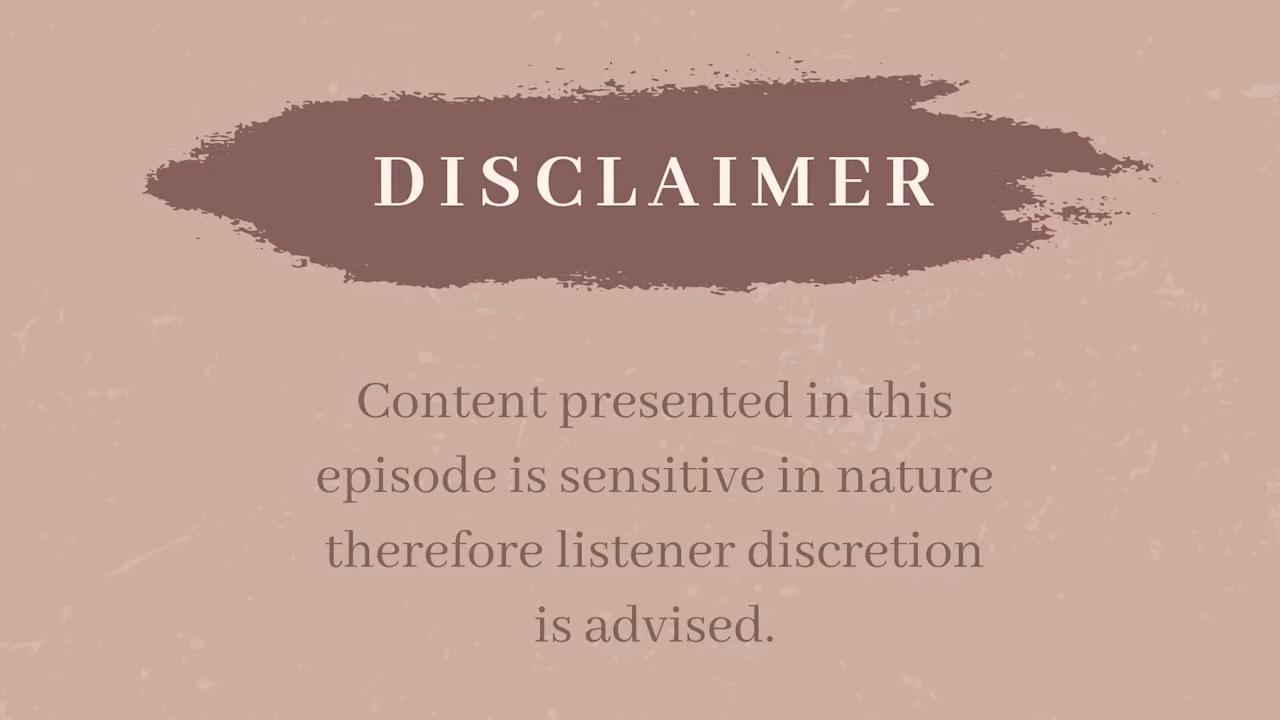 DISCLAIMER
Content presented in this
episode is sensitive in nature
therefore listener discretion
is advised.